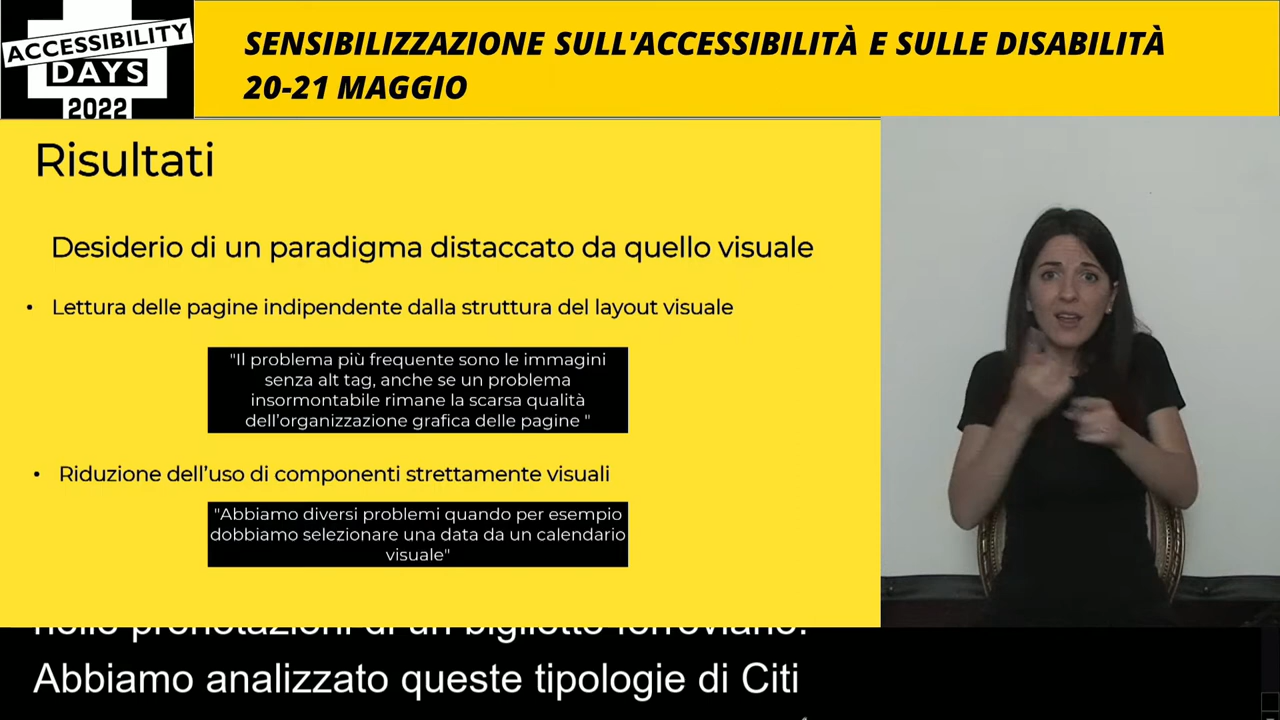 ACCESSIBILITY
DAYS
2022
SENSIBILIZZAZIONE SULL'ACCESSIBILITÀ E SULLE DISABILITÀ
20-21 MAGGIO
Risultati
Desiderio di un paradigma distaccato da quello visuale
• Lettura delle pagine indipendente dalla struttura del layout visuale
"Il problema più frequente sono le immagini
senza alt tag, anche se un problema
insormontabile rimane la scarsa qualità
dell'organizzazione grafica delle pagine "
• Riduzione dell'uso di componenti strettamente visuali
"Abbiamo diversi problemi quando per esempio
dobbiamo selezionare una data da un calendario
visuale"
di un biglietto ferroviario.
Abbiamo analizzato queste tipologie di Citi